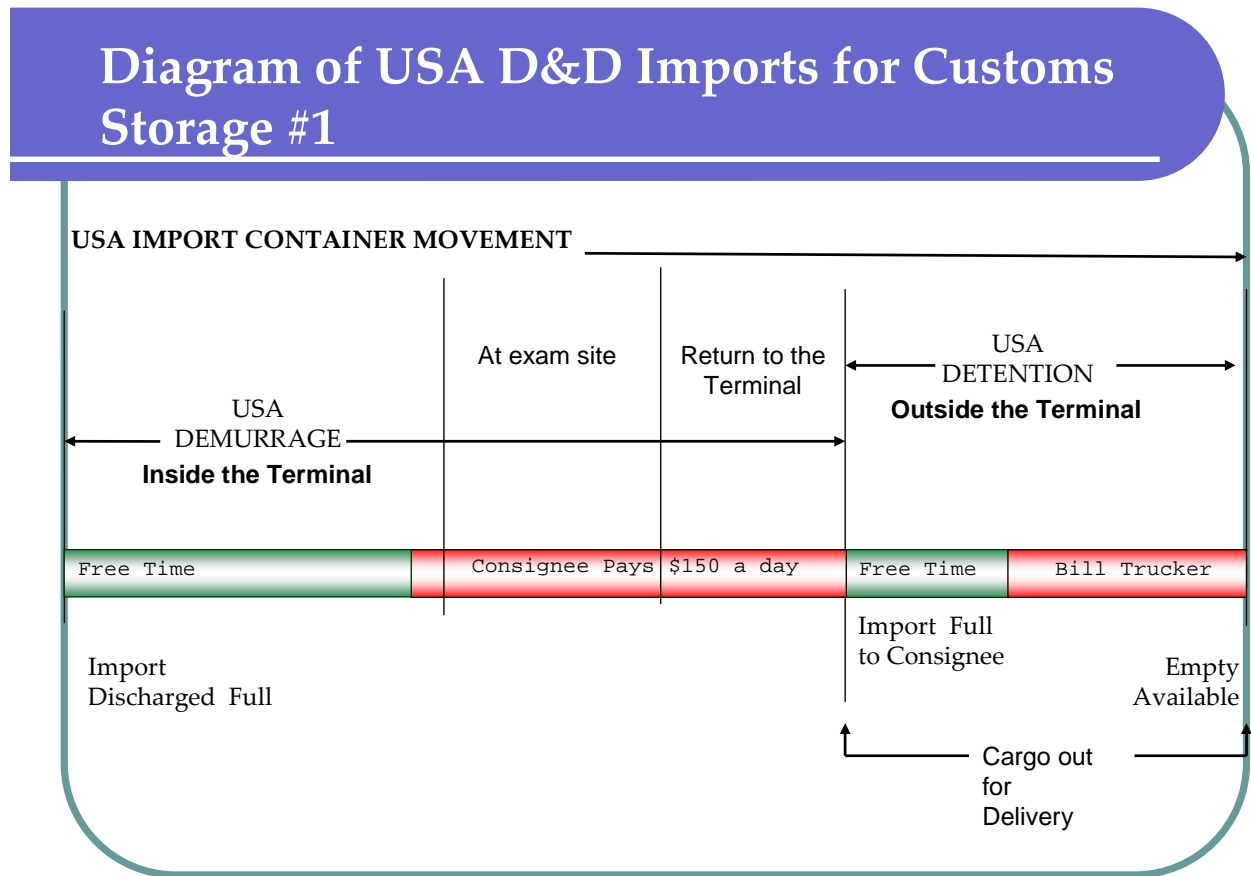 Diagram of USA D&D Imports for Customs
Storage #1
USA IMPORT CONTAINER MOVEMENT
At exam site
Return to the
Terminal
USA
DETENTION
Outside the Terminal
USA
DEMURRAGE
Inside the Terminal
Free Time
Consignee Pays $150 a day
Free Time
Bill Trucker
Import Discharged Full
Import Full
to Consignee
Empty
Available
Cargo out
for
Delivery